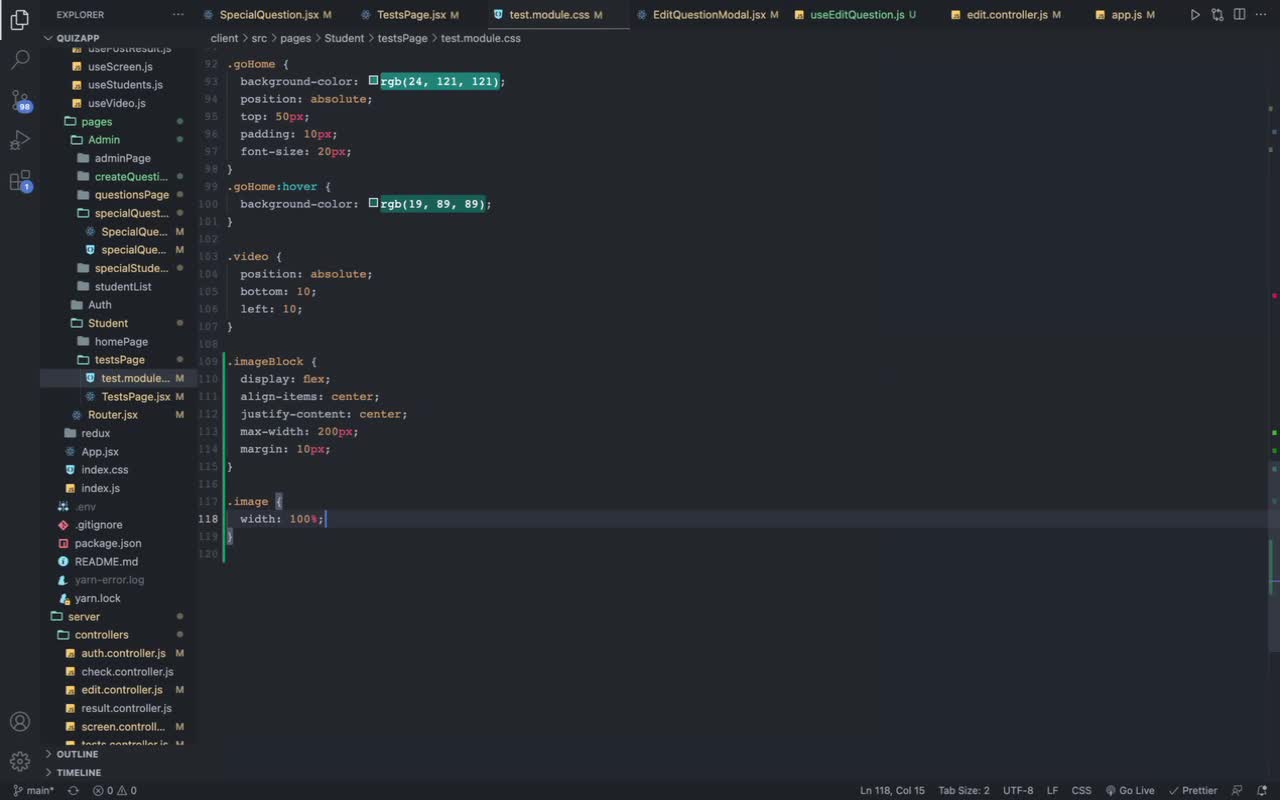 EXPLORER
SpecialQuestion.jsx M
TestsPage.jsx M
test.module.css M
EditQuestionModal.jsx M
useEditQuestion.js U
edit.controller.js M
app.js M
QUIZAPP
client > src > pages > Student > testsPage > test.module.css
usePostResult.js
useScreen.js
useStudents.js
useVideo.js
pages
Admin
adminPage
createQuesti...
questionsPage
specialQuest...
SpecialQue... M
specialQue... M
specialStude...
studentList
Auth
Student
homePage
testsPage
test.module... M
TestsPage.jsx M
Router.jsx M
redux
App.jsx
index.css
index.js
.env
.gitignore
package.json
README.md
yarn-error.log
yarn.lock
server
controllers
auth.controller.js M
check.controller.js
edit.controller.js M
result.controller.js
screen.controll... M
tests.controller.js M
OUTLINE
TIMELINE
98
1
92 .goHome {
93 background-color: rgb(24, 121, 121);
94 position: absolute;
95 top: 50px;
96 padding: 10px;
97 font-size: 20px;
98 }
99 .goHome:hover {
100 background-color: rgb(19, 89, 89);
101 }
102
103 .video {
104 position: absolute;
105 bottom: 10;
106 left: 10;
107 }
108
109 .imageBlock {
110 display: flex;
111 align-items: center;
112 justify-content: center;
113 max-width: 200px;
114 margin: 10px;
115 }
116
117 .image {
118 width: 100%;
119 }
120
main* 0 0 Ln 118, Col 15 Tab Size: 2 UTF-8 LF CSS Go Live Prettier